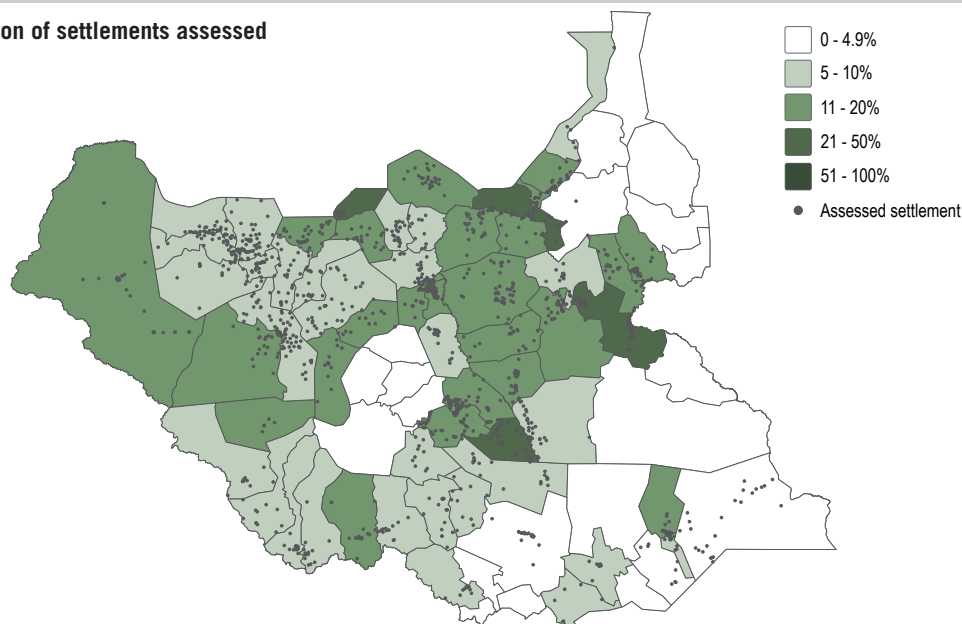 on of settlements assessed
0 - 4.9%
5 - 10%
11 - 20%
21 - 50%
51 - 100%
Assessed settlement